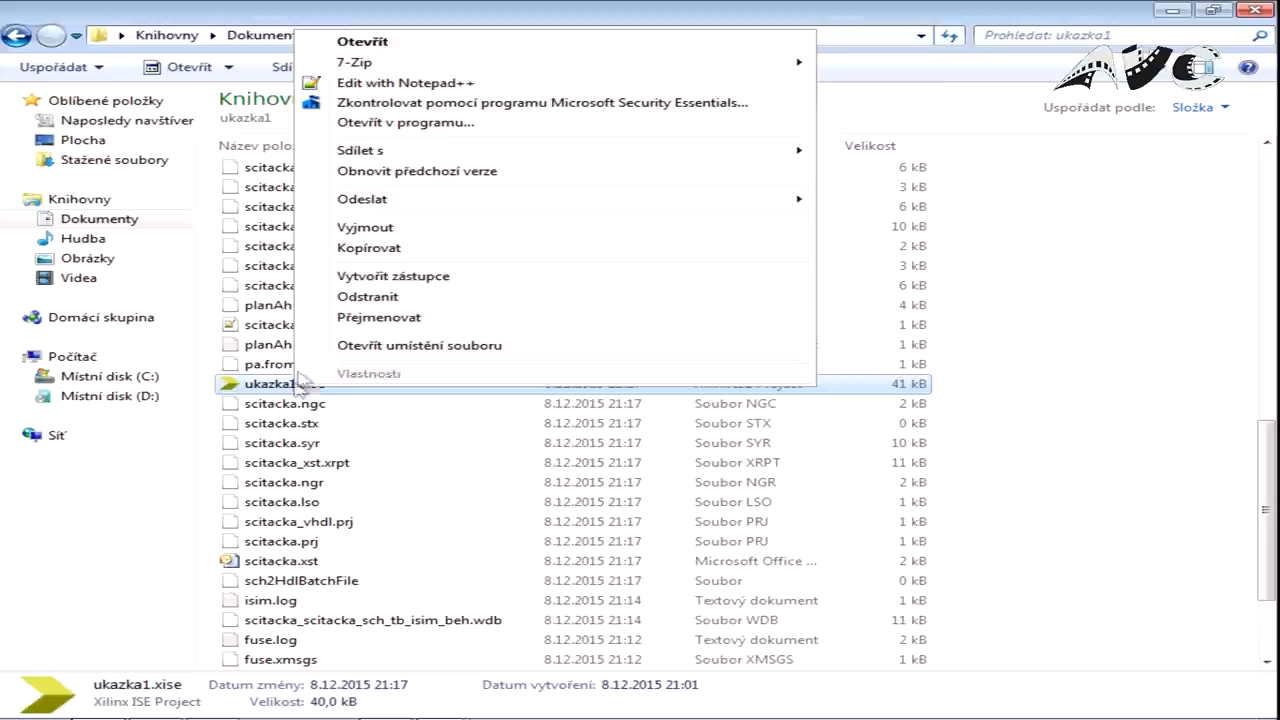 Knihovny
Dokumen
Prohledat: ukazka1
Uspořádat
Otevřít
Sdí
AVC
Oblíbené položky
Naposledy navštíver
Plocha
Stažené soubory
Knihovny
Dokumenty
Hudba
Obrázky
Videa
Domácí skupina
Počítač
Místní disk (C:)
Místní disk (D:)
Síť
Kniho
ukazka1
Uspořádat podle: Složka
Název polo
Velikost
Otevřít
7-Zip
Edit with Notepad++
Zkontrolovat pomocí programu Microsoft Security Essentials...
Otevřít v programu...
Sdílet s
Obnovit předchozí verze
Odeslat
Vyjmout
Kopírovat
Vytvořit zástupce
Odstranit
Přejmenovat
Otevřít umístění souboru
Vlastnosti
scitacka 6 kB
scitacka 3 kB
scitacka 6 kB
scitacka 10 kB
scitacka 2 kB
scitacka 3 kB
scitacka 6 kB
planAh 4 kB
scitacka 1 kB
planAh 1 kB
pa.from 1 kB
ukazka1 41 kB
scitacka.ngc 8.12.2015 21:17 Soubor NGC 2 kB
scitacka.stx 8.12.2015 21:17 Soubor STX 0 kB
scitacka.syr 8.12.2015 21:17 Soubor SYR 10 kB
scitacka_xst.xrpt 8.12.2015 21:17 Soubor XRPT 11 kB
scitacka.ngr 8.12.2015 21:17 Soubor NGR 2 kB
scitacka.lso 8.12.2015 21:17 Soubor LSO 1 kB
scitacka_vhdl.prj 8.12.2015 21:17 Soubor PRJ 1 kB
scitacka.prj 8.12.2015 21:17 Soubor PRJ 1 kB
scitacka.xst 8.12.2015 21:17 Microsoft Office ... 2 kB
sch2HdlBatchFile 8.12.2015 21:17 Soubor 0 kB
isim.log 8.12.2015 21:14 Textový dokument 1 kB
scitacka_scitacka_sch_tb_isim_beh.wdb 8.12.2015 21:14 Soubor WDB 11 kB
fuse.log 8.12.2015 21:12 Textový dokument 2 kB
fuse.xmsgs 8.12.2015 21:12 Soubor XMSGS 1 kB
ukazka1.xise Datum změny: 8.12.2015 21:17 Datum vytvoření: 8.12.2015 21:01
Xilinx ISE Project Velikost: 40,0 kB